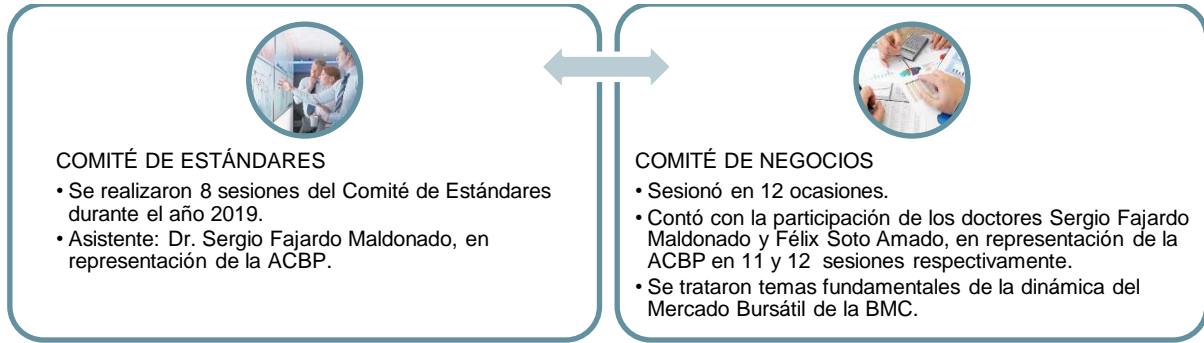 COMITÉ DE ESTÁNDARES
• Se realizaron 8 sesiones del Comité de Estándares
durante el año 2019.
• Asistente: Dr. Sergio Fajardo Maldonado, en
representación de la ACBP.
COMITÉ DE NEGOCIOS
• Sesionó en 12 ocasiones.
• Contó con la participación de los doctores Sergio Fajardo
Maldonado y Félix Soto Amado, en representación de la
ACBP en 11 y 12 sesiones respectivamente.
• Se trataron temas fundamentales de la dinámica del
Mercado Bursátil de la BMC.